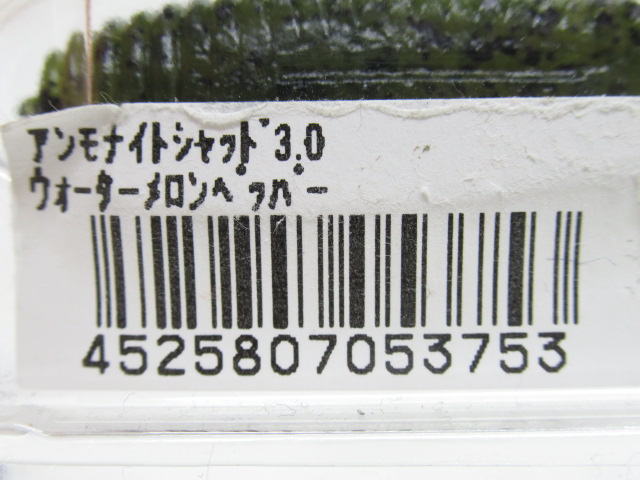 ｱﾝﾓﾅｲﾄｼｬｯﾄﾞ3.0
ｳｫｰﾀｰﾒﾛﾝﾍﾟｯﾊﾟｰ
4525807053753